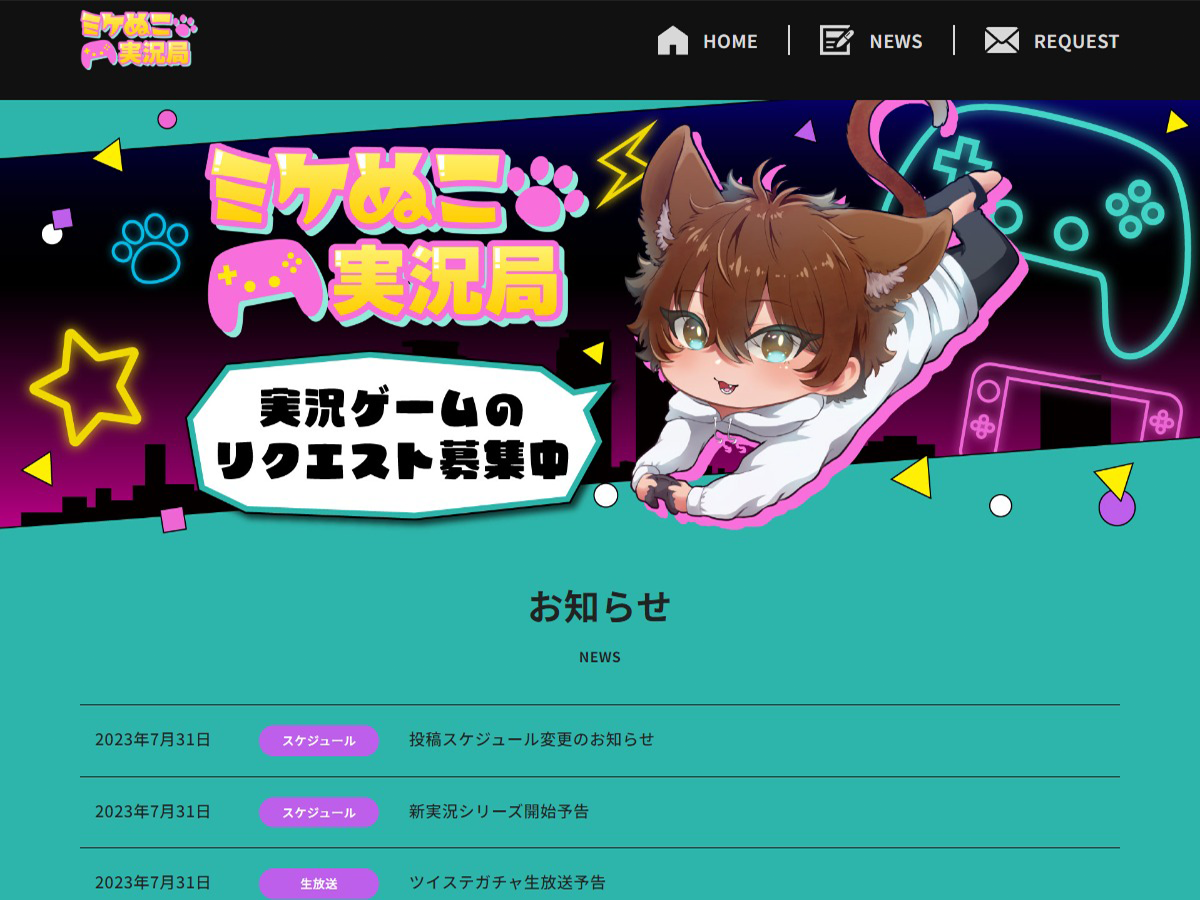 ミケぬこ
実況局
HOME
NEWS
REQUEST
ミケぬこ
実況局
実況ゲームの
リクエスト募集中
お知らせ
NEWS
2023年7月31日 スケジュール 投稿スケジュール変更のお知らせ
2023年7月31日 スケジュール 新実況シリーズ開始予告
2023年7月31日 生放送 ツイステガチャ生放送予告